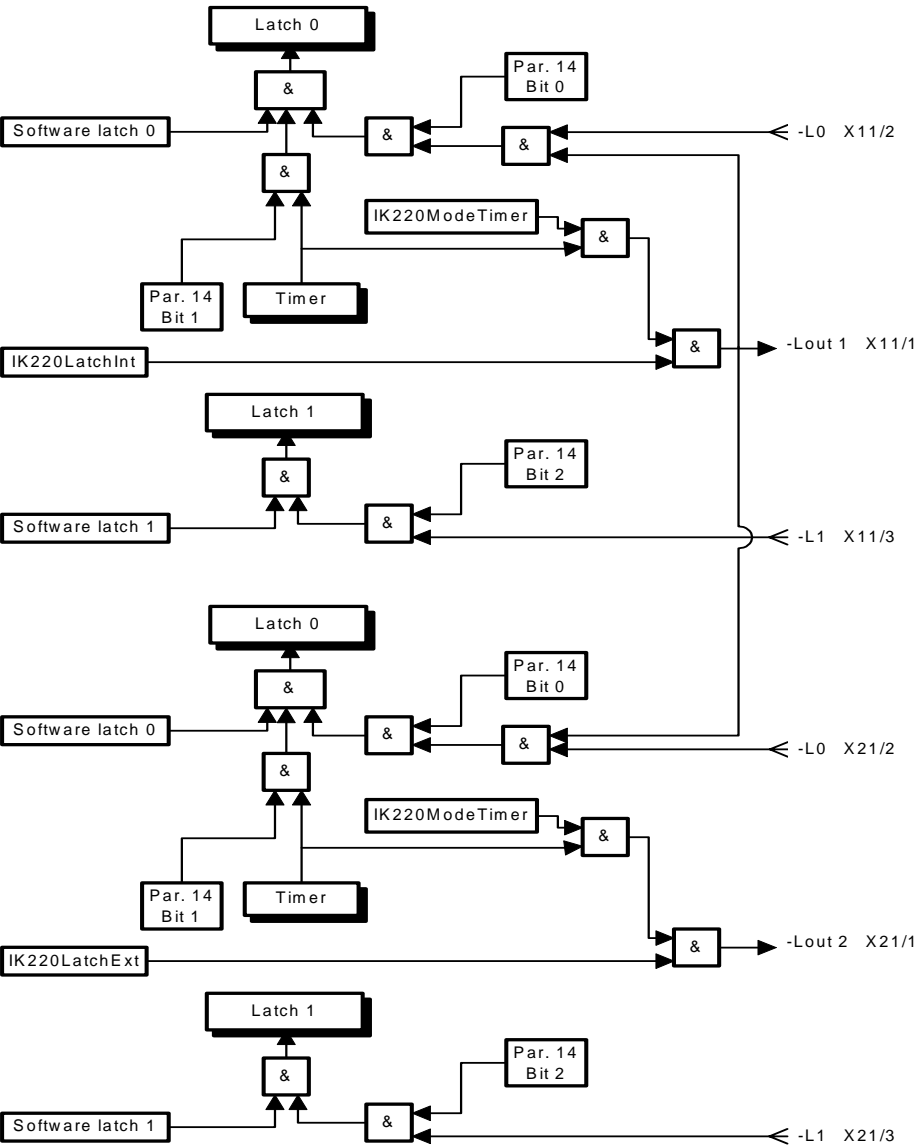 Latch 0
&
Par. 14
Bit 0
Software latch 0
&
&
-L0 X11/2
&
IK220ModeTimer
&
Par. 14
Bit 1
Timer
IK220LatchInt
&
-Lout 1 X11/1
Latch 1
&
Par. 14
Bit 2
Software latch 1
&
-L1 X11/3
Latch 0
&
Par. 14
Bit 0
Software latch 0
&
&
-L0 X21/2
&
IK220ModeTimer
&
Par. 14
Bit 1
Timer
IK220LatchExt
&
-Lout 2 X21/1
Latch 1
&
Par. 14
Bit 2
Software latch 1
&
-L1 X21/3